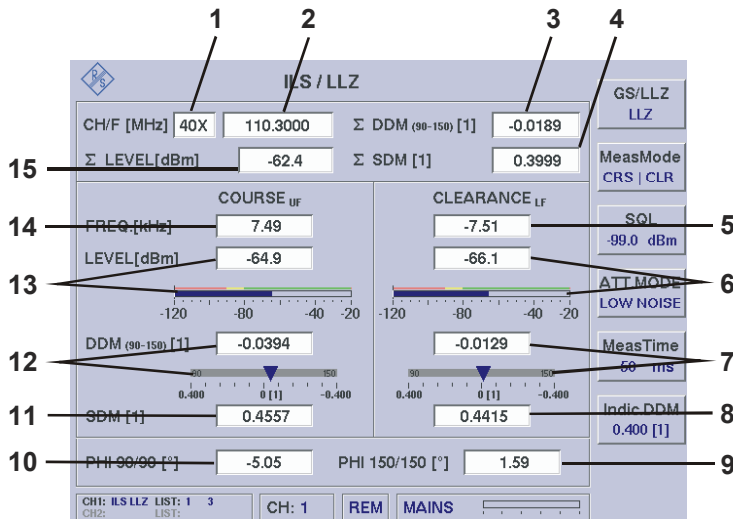 1 2 3 4
R S ILS / LLZ
CH/F [MHz] 40X 110.3000 Σ DDM (90-150) [1] -0.0189
GS/LLZ
LLZ
15 Σ LEVEL[dBm] -62.4 Σ SDM [1] 0.3999
MeasMode
CRS | CLR
COURSE UF CLEARANCE LF
14 FREQ.[kHz] 7.49 -7.51 5
SQL
-99.0 dBm
13 LEVEL[dBm] -64.9 -66.1 6
ATT MODE
LOW NOISE
-120 -100 -80 -60 -40 -20 -120 -80 -60 -40 -20
12 DDM (90-150) [1] -0.0394 -0.0129 7
MeasTime
50 ms
90 150 90 150
0.400 0 [1] -0.400 0.400 0 [1] -0.400
11 SDM [1] 0.4557 0.4415 8
Indic.DDM
0.400 [1]
10 PHI 90/90 [°] -5.05 PHI 150/150 [°] 1.59 9
CH1: ILS LLZ LIST: 1 3
CH2: LIST:
CH: 1 REM MAINS